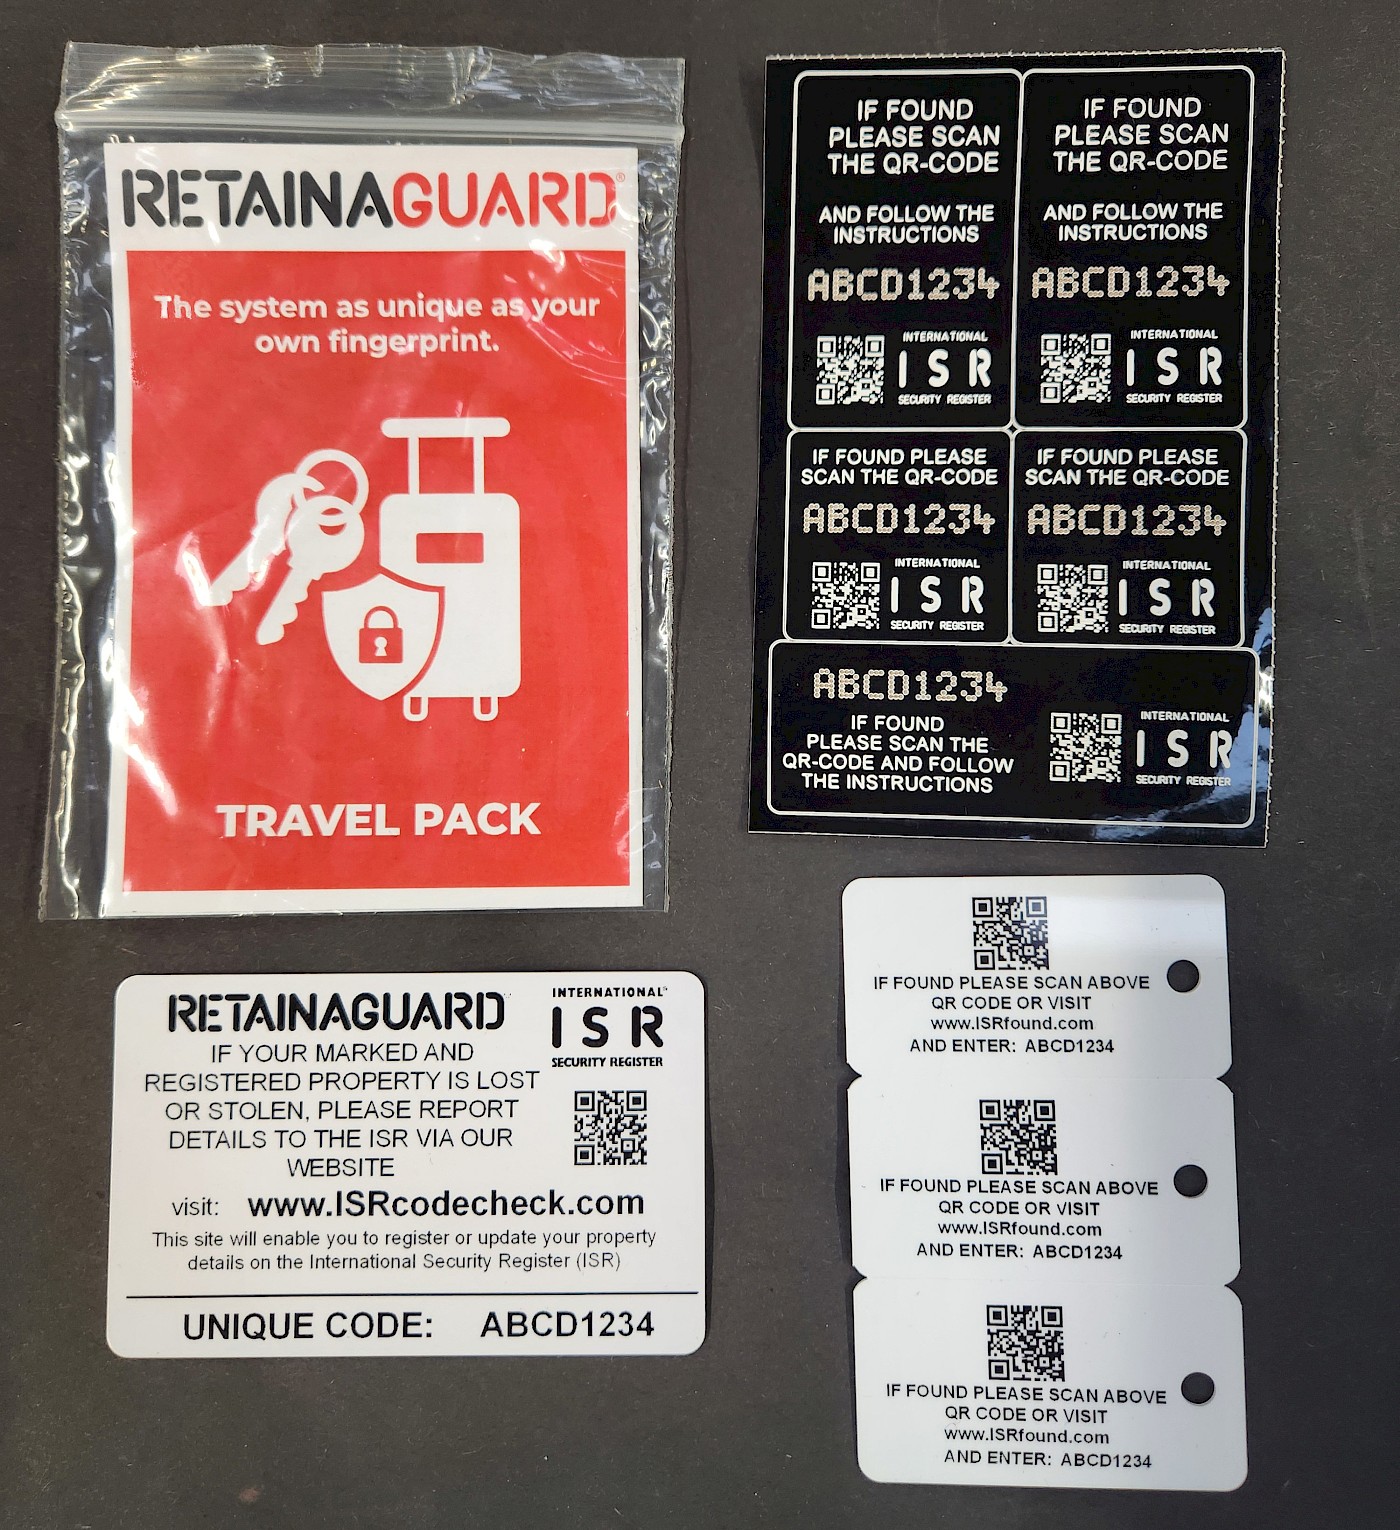 RETAINAGUARD®
The system as unique as your
own fingerprint.
TRAVEL PACK
IF FOUND
PLEASE SCAN
THE QR-CODE
AND FOLLOW THE
INSTRUCTIONS
ABCD1234
INTERNATIONAL
ISR
SECURITY REGISTER
IF FOUND
PLEASE SCAN
THE QR-CODE
AND FOLLOW THE
INSTRUCTIONS
ABCD1234
INTERNATIONAL
ISR
SECURITY REGISTER
IF FOUND PLEASE
SCAN THE QR-CODE
ABCD1234
INTERNATIONAL
ISR
SECURITY REGISTER
IF FOUND PLEASE
SCAN THE QR-CODE
ABCD1234
INTERNATIONAL
ISR
SECURITY REGISTER
ABCD1234
IF FOUND
PLEASE SCAN THE
QR-CODE AND FOLLOW
THE INSTRUCTIONS
INTERNATIONAL
ISR
SECURITY REGISTER
RETAINAGUARD
INTERNATIONAL
ISR
SECURITY REGISTER
IF YOUR MARKED AND
REGISTERED PROPERTY IS LOST
OR STOLEN, PLEASE REPORT
DETAILS TO THE ISR VIA OUR
WEBSITE
visit: www.ISRcodecheck.com
This site will enable you to register or update your property
details on the International Security Register (ISR)
UNIQUE CODE: ABCD1234
IF FOUND PLEASE SCAN ABOVE
QR CODE OR VISIT
www.ISRfound.com
AND ENTER: ABCD1234
IF FOUND PLEASE SCAN ABOVE
QR CODE OR VISIT
www.ISRfound.com
AND ENTER: ABCD1234
IF FOUND PLEASE SCAN ABOVE
QR CODE OR VISIT
www.ISRfound.com
AND ENTER: ABCD1234